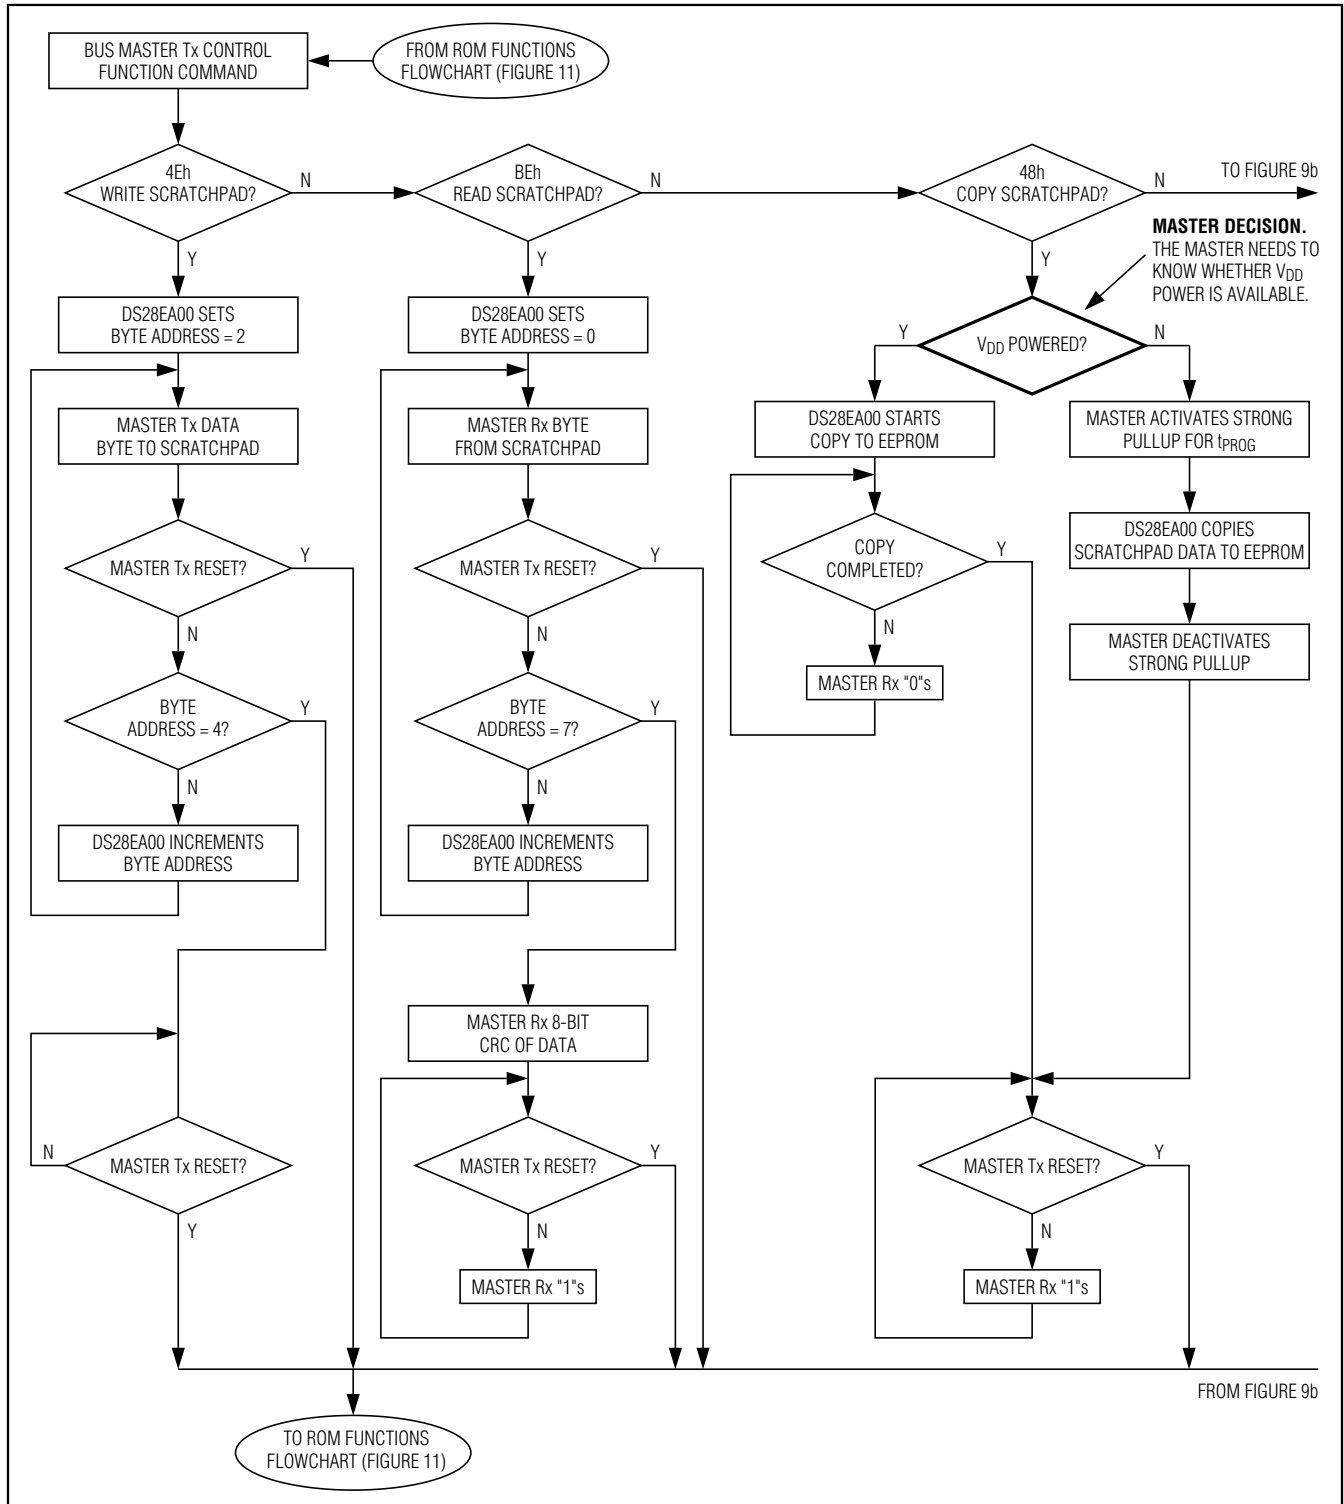 BUS MASTER Tx CONTROL
FUNCTION COMMAND
FROM ROM FUNCTIONS
FLOWCHART (FIGURE 11)
4Eh
WRITE SCRATCHPAD?
N
Y
BEh
READ SCRATCHPAD?
N
Y
48h
COPY SCRATCHPAD?
N
Y
TO FIGURE 9b
MASTER DECISION.
THE MASTER NEEDS TO
KNOW WHETHER VDD
POWER IS AVAILABLE.
DS28EA00 SETS
BYTE ADDRESS = 2
MASTER Tx DATA
BYTE TO SCRATCHPAD
MASTER Tx RESET?
Y
N
BYTE
ADDRESS = 4?
Y
N
DS28EA00 INCREMENTS
BYTE ADDRESS
MASTER Tx RESET?
N
Y
DS28EA00 SETS
BYTE ADDRESS = 0
MASTER Rx BYTE
FROM SCRATCHPAD
MASTER Tx RESET?
Y
N
BYTE
ADDRESS = 7?
Y
N
DS28EA00 INCREMENTS
BYTE ADDRESS
MASTER Rx 8-BIT
CRC OF DATA
MASTER Tx RESET?
Y
N
MASTER Rx "1"s
VDD POWERED?
Y
N
DS28EA00 STARTS
COPY TO EEPROM
COPY
COMPLETED?
Y
N
MASTER Rx "0"s
MASTER ACTIVATES STRONG
PULLUP FOR tPROG
DS28EA00 COPIES
SCRATCHPAD DATA TO EEPROM
MASTER DEACTIVATES
STRONG PULLUP
MASTER Tx RESET?
Y
N
MASTER Rx "1"s
FROM FIGURE 9b
TO ROM FUNCTIONS
FLOWCHART (FIGURE 11)